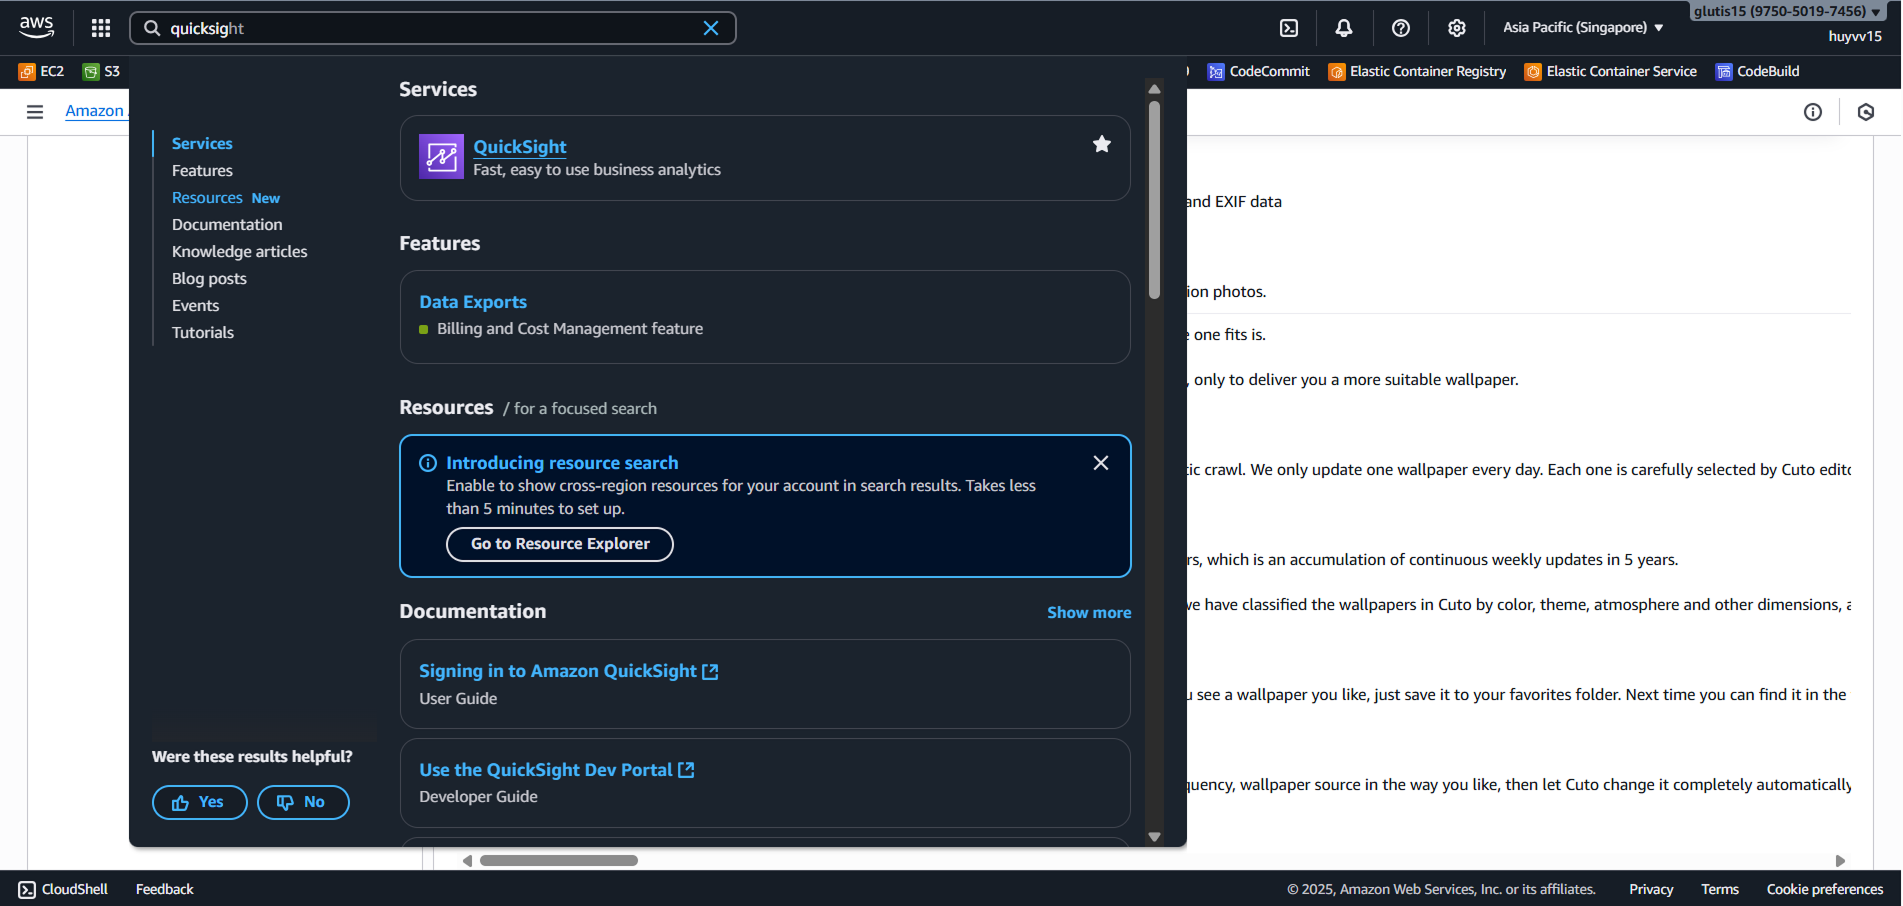 aws
quicksight
Asia Pacific (Singapore)
glutis15 (9750-5019-7456)
huyvv15
EC2
S3
CodeCommit
Elastic Container Registry
Elastic Container Service
CodeBuild
Amazon
Services
Features
Resources New
Documentation
Knowledge articles
Blog posts
Events
Tutorials
Were these results helpful?
Yes
No
Services
QuickSight
Fast, easy to use business analytics
Features
Data Exports
Billing and Cost Management feature
Resources / for a focused search
Introducing resource search
Enable to show cross-region resources for your account in search results. Takes less
than 5 minutes to set up.
Go to Resource Explorer
Documentation
Show more
Signing in to Amazon QuickSight
User Guide
Use the QuickSight Dev Portal
Developer Guide
and EXIF data
ion photos.
one fits is.
, only to deliver you a more suitable wallpaper.
tic crawl. We only update one wallpaper every day. Each one is carefully selected by Cuto
rs, which is an accumulation of continuous weekly updates in 5 years.
we have classified the wallpapers in Cuto by color, theme, atmosphere and other dimensions,
see a wallpaper you like, just save it to your favorites folder. Next time you can find it in the
quency, wallpaper source in the way you like, then let Cuto change it completely automatically
CloudShell
Feedback
© 2025, Amazon Web Services, Inc. or its affiliates.
Privacy
Terms
Cookie preferences